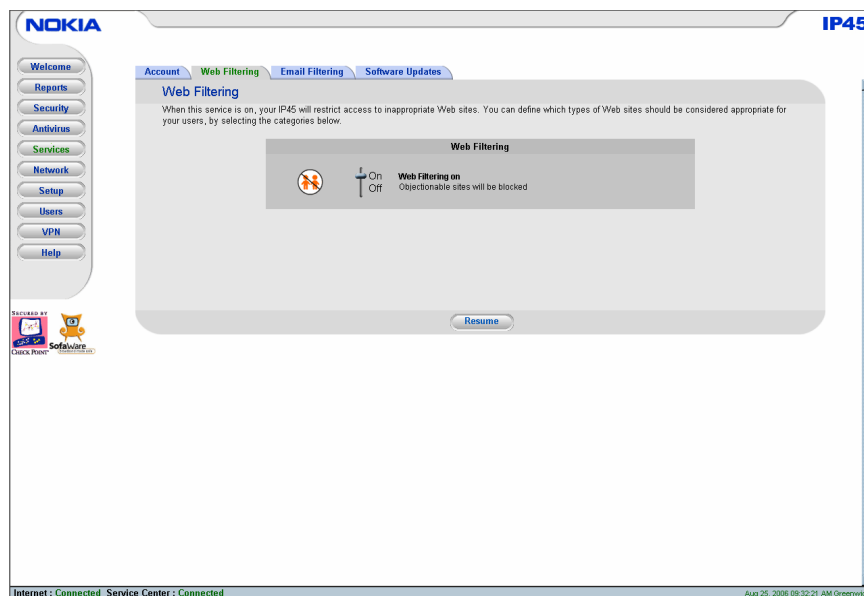 NOKIA
IP45
Welcome
Reports
Security
Antivirus
Services
Network
Setup
Users
VPN
Help
SECURED BY
CHECK POINT
SofaWare
Account
Web Filtering
Email Filtering
Software Updates
Web Filtering
When this service is on, your IP45 will restrict access to inappropriate Web sites. You can define which types of Web sites should be considered appropriate for
your users, by selecting the categories below.
Web Filtering
On
Off
Web Filtering on
Objectionable sites will be blocked
Resume
Internet : Connected Service Center : Connected
Aug 25, 2006 09:32:21 AM